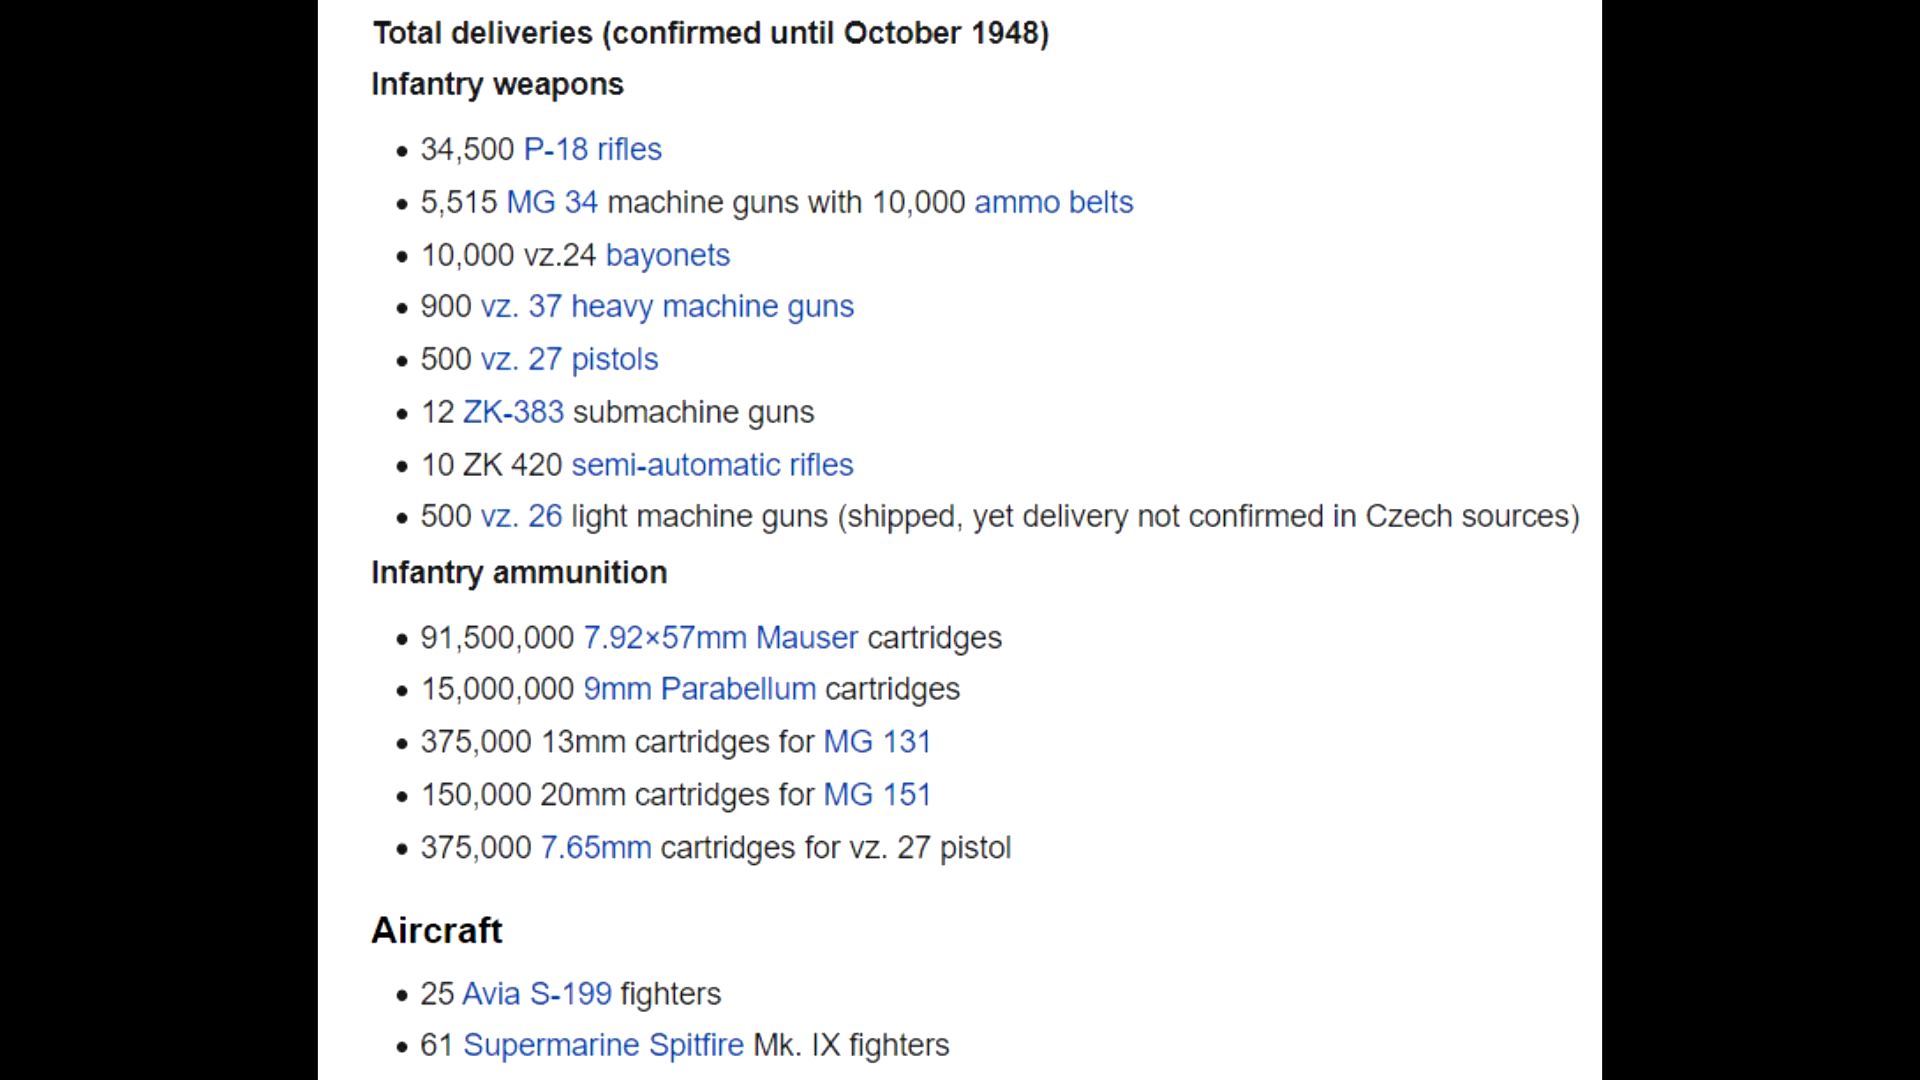 Total deliveries (confirmed until October 1948)
Infantry weapons
• 34,500 P-18 rifles
• 5,515 MG 34 machine guns with 10,000 ammo belts
• 10,000 vz.24 bayonets
• 900 vz. 37 heavy machine guns
• 500 vz. 27 pistols
• 12 ZK-383 submachine guns
• 10 ZK 420 semi-automatic rifles
• 500 vz. 26 light machine guns (shipped, yet delivery not confirmed in Czech sources)
Infantry ammunition
• 91,500,000 7.92×57mm Mauser cartridges
• 15,000,000 9mm Parabellum cartridges
• 375,000 13mm cartridges for MG 131
• 150,000 20mm cartridges for MG 151
• 375,000 7.65mm cartridges for vz. 27 pistol
Aircraft
• 25 Avia S-199 fighters
• 61 Supermarine Spitfire Mk. IX fighters